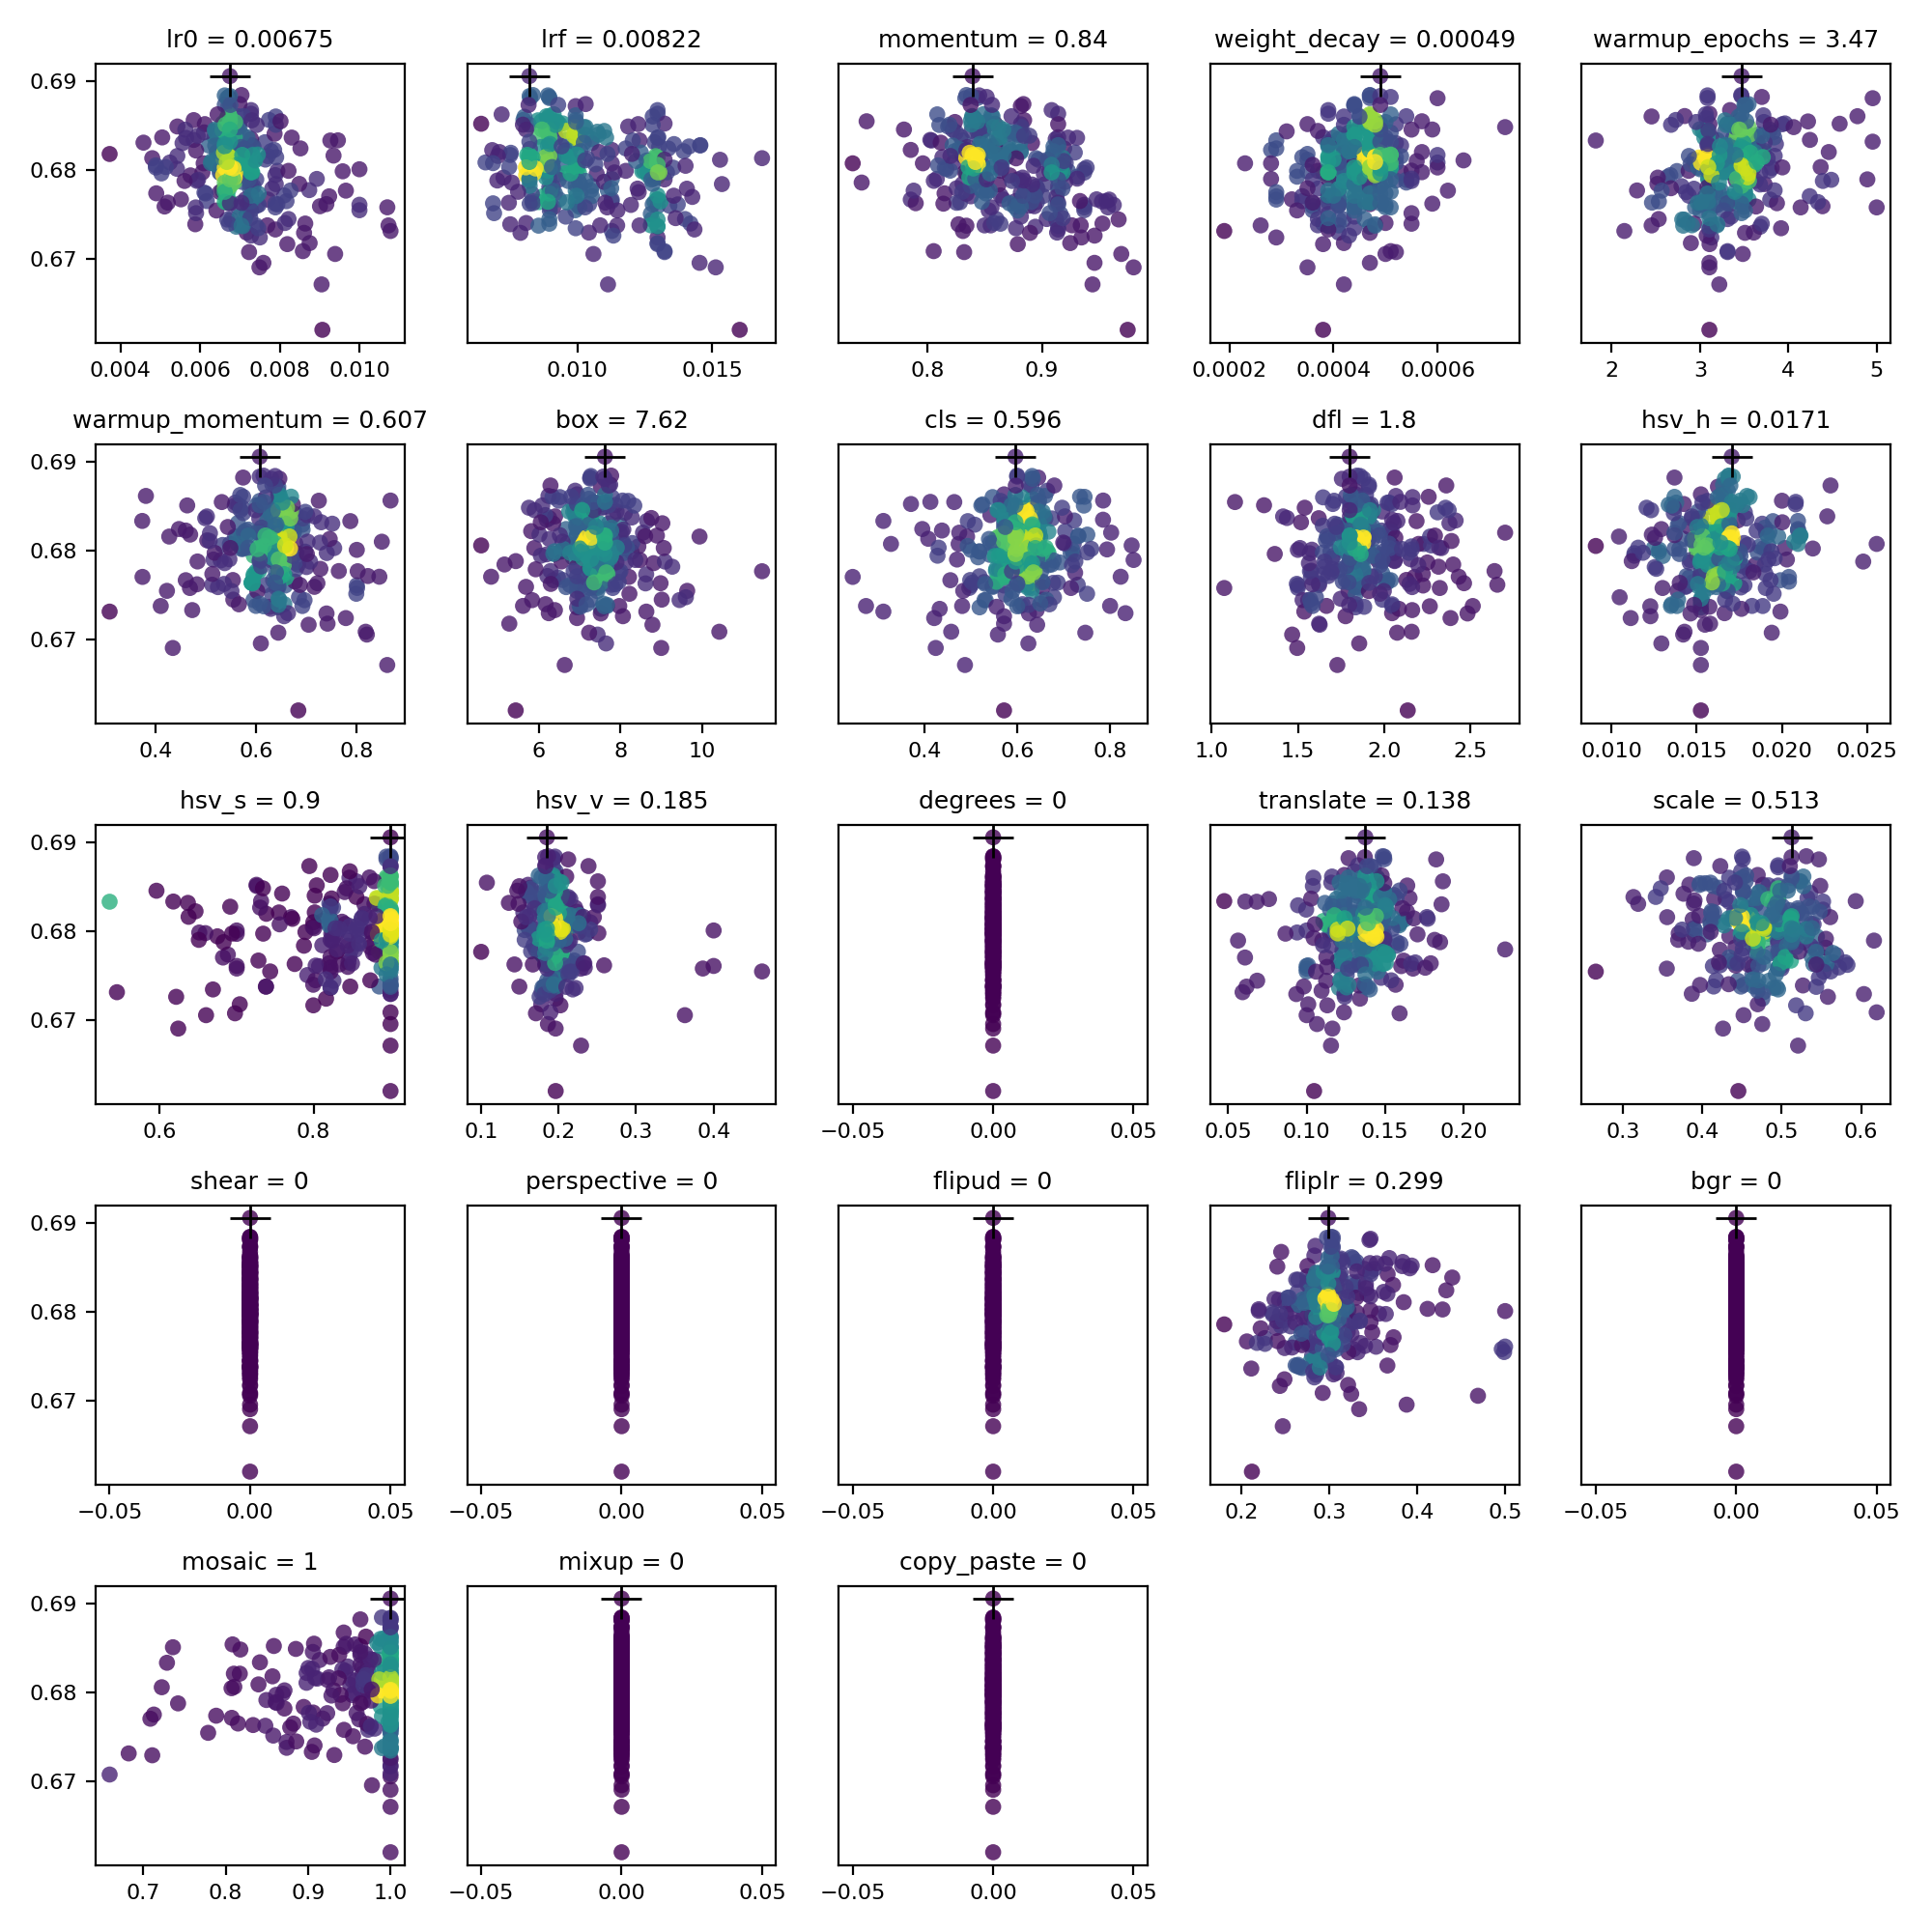 lr0 = 0.00675 lrf = 0.00822 momentum = 0.84 weight_decay = 0.00049 warmup_epochs = 3.47
0.69
0.68
0.67
0.004 0.006 0.008 0.010 0.010 0.015 0.8 0.9 0.0002 0.0004 0.0006 2 3 4 5
warmup_momentum = 0.607 box = 7.62 cls = 0.596 dfl = 1.8 hsv_h = 0.0171
0.69
0.68
0.67
0.4 0.6 0.8 6 8 10 0.4 0.6 0.8 1.0 1.5 2.0 2.5 0.010 0.015 0.020 0.025
hsv_s = 0.9 hsv_v = 0.185 degrees = 0 translate = 0.138 scale = 0.513
0.69
0.68
0.67
0.6 0.8 0.1 0.2 0.3 0.4 −0.05 0.00 0.05 0.05 0.10 0.15 0.20 0.3 0.4 0.5 0.6
shear = 0 perspective = 0 flipud = 0 fliplr = 0.299 bgr = 0
0.69
0.68
0.67
−0.05 0.00 0.05 −0.05 0.00 0.05 −0.05 0.00 0.05 0.2 0.3 0.4 0.5 −0.05 0.00 0.05
mosaic = 1 mixup = 0 copy_paste = 0
0.69
0.68
0.67
0.7 0.8 0.9 1.0 −0.05 0.00 0.05 −0.05 0.00 0.05